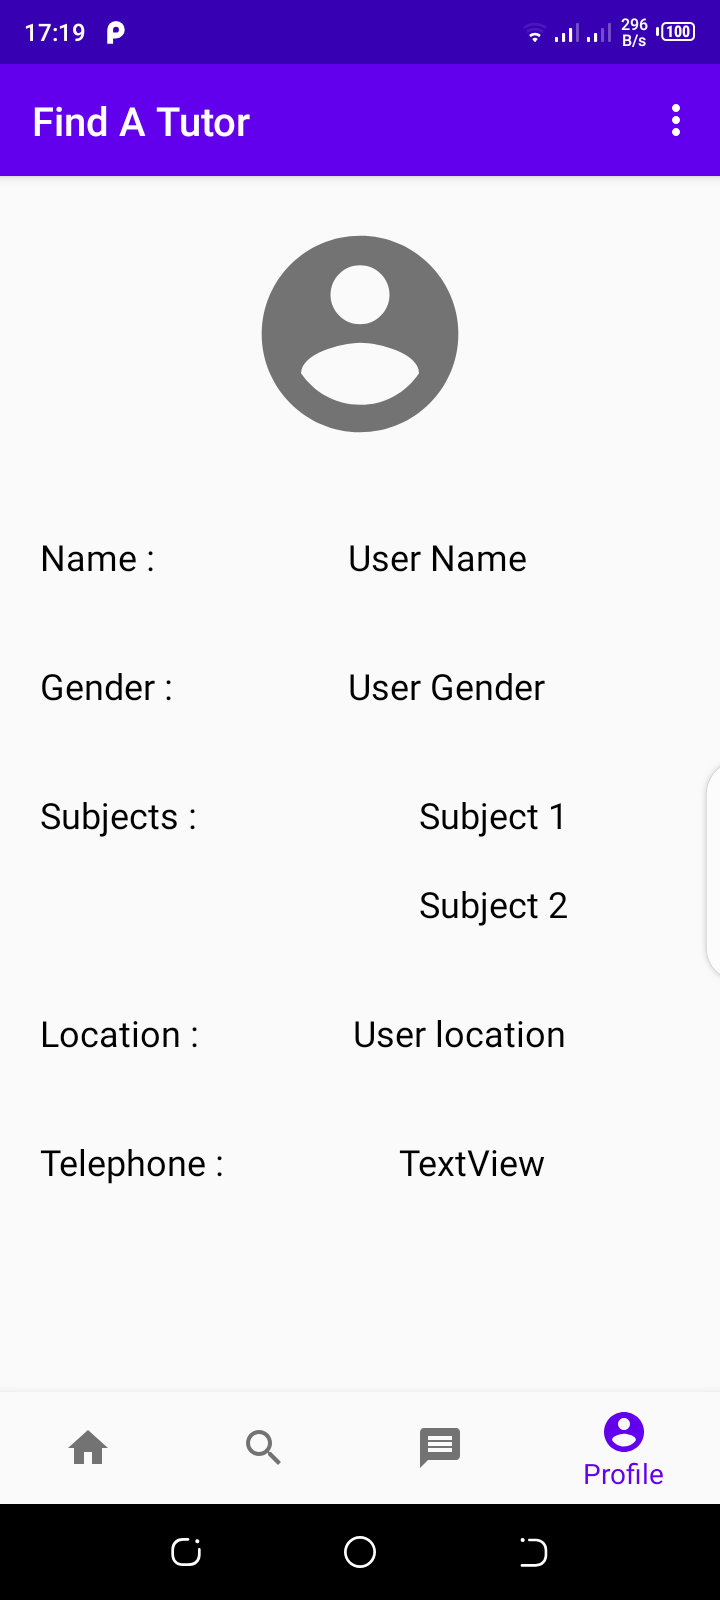 17:19
296
B/s
100
Find A Tutor
Name : User Name
Gender : User Gender
Subjects : Subject 1
Subject 2
Location : User location
Telephone : TextView
Profile